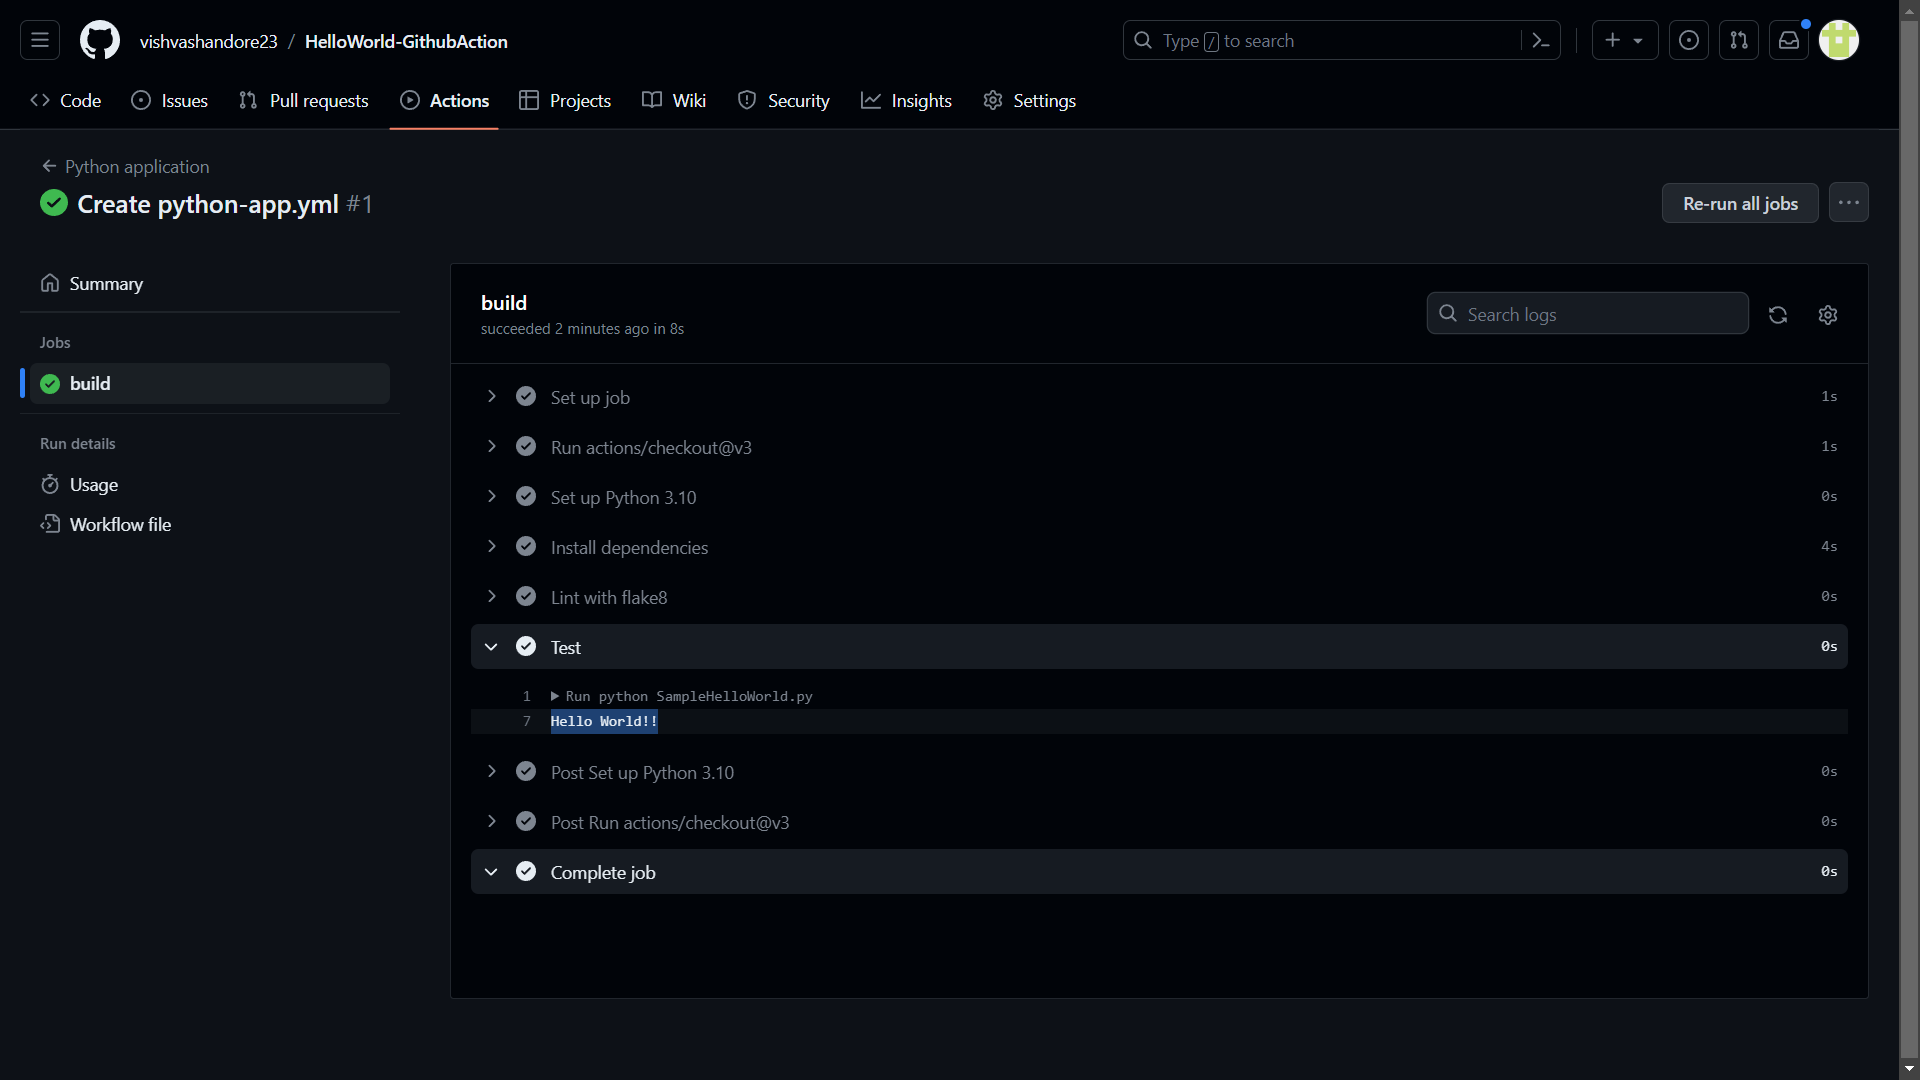 vishvashandore23 / HelloWorld-GithubAction
Type / to search
Code Issues Pull requests Actions Projects Wiki Security Insights Settings
Python application
Create python-app.yml #1
Re-run all jobs
Summary
Jobs
build
Run details
Usage
Workflow file
build
succeeded 2 minutes ago in 8s
Search logs
Set up job 1s
Run actions/checkout@v3 1s
Set up Python 3.10 0s
Install dependencies 4s
Lint with flake8 0s
Test 0s
1 Run python SampleHelloWorld.py
7 Hello World!!
Post Set up Python 3.10 0s
Post Run actions/checkout@v3 0s
Complete job 0s